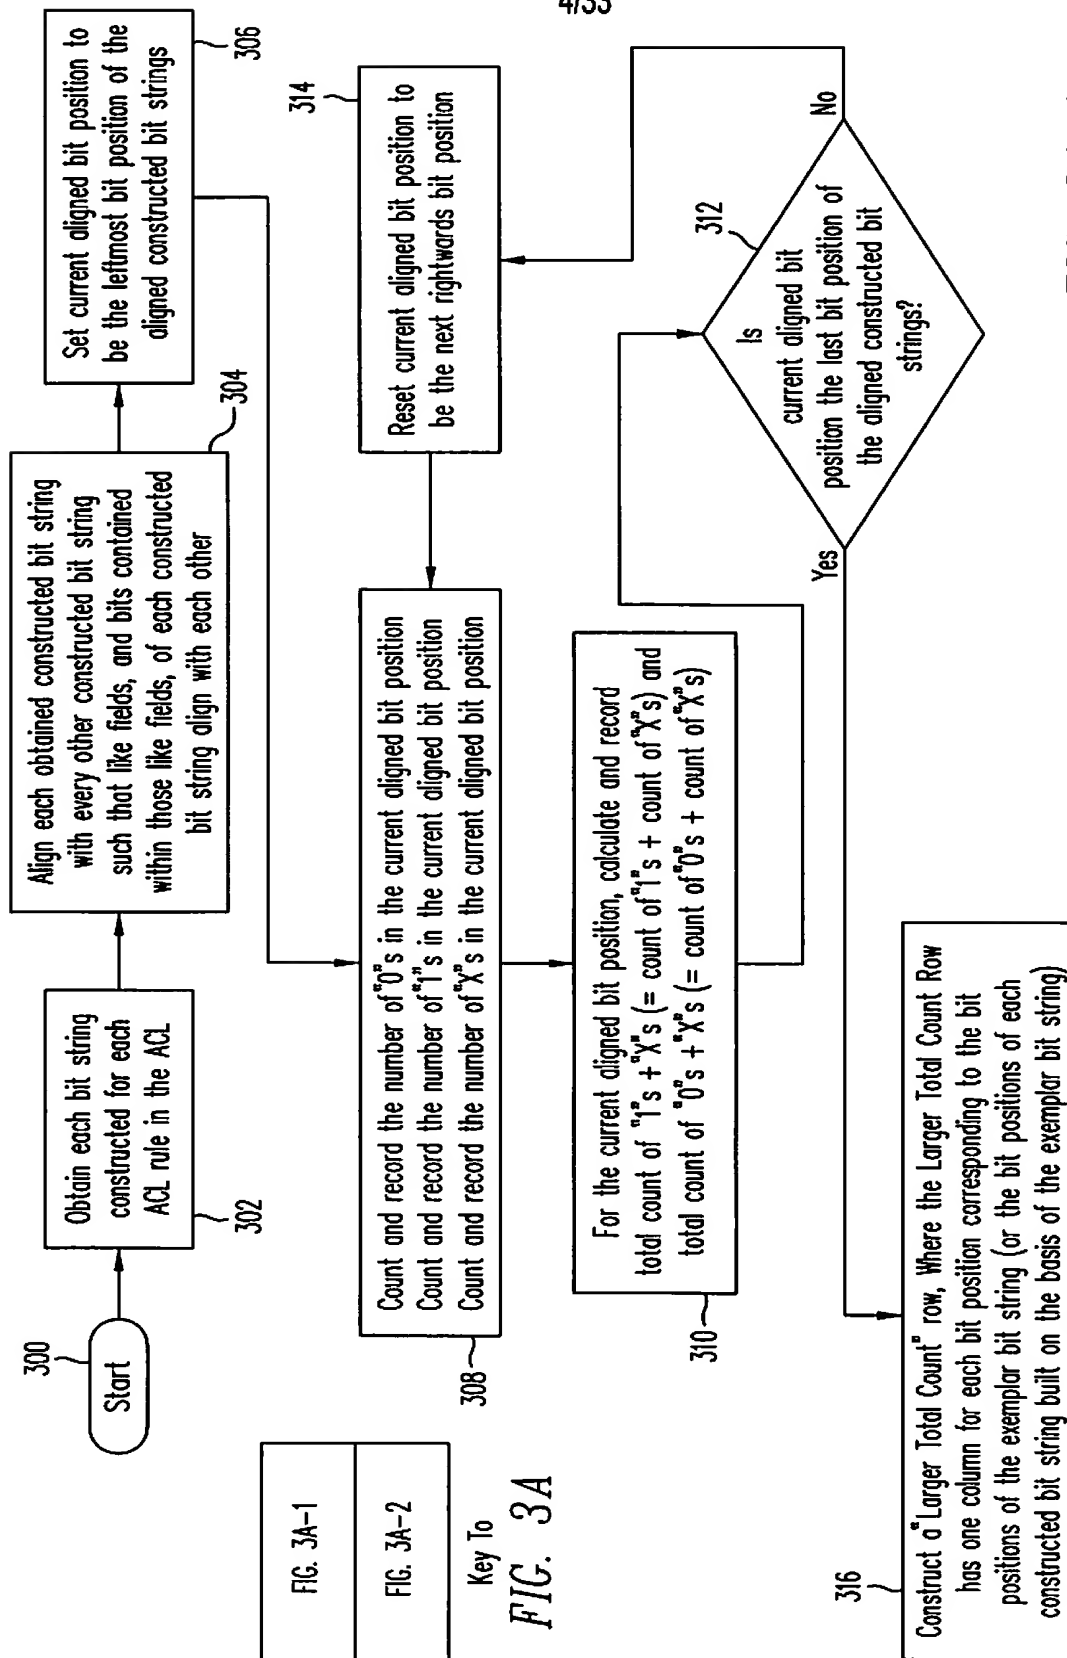 4/33
300
Start
Obtain each bit string
constructed for each
ACL rule in the ACL
302
Align each obtained constructed bit string
with every other constructed bit string
such that like fields, and bits contained
within those like fields, of each constructed
bit string align with each other
304
Set current aligned bit position to
be the leftmost bit position of the
aligned constructed bit strings
306
Count and record the number of "0"s in the current aligned bit position
Count and record the number of "1"s in the current aligned bit position
Count and record the number of "X"s in the current aligned bit position
308
314
Reset current aligned bit position to
be the next rightwards bit position
For the current aligned bit position, calculate and record
total count of "1"s + "X"s (= count of "1"s + count of "X"s) and
total count of "0"s + "X"s (= count of "0"s + count of "X"s)
310
312
Is
current aligned bit
position the last bit position of
the aligned constructed bit
strings?
No
Yes
316
Construct a "Larger Total Count" row, Where the Larger Total Count Row
has one column for each bit position corresponding to the bit
positions of the exemplar bit string (or the bit positions of each
constructed bit string built on the basis of the exemplar bit string)
FIG. 3A-1
FIG. 3A-2
Key To
FIG. 3A